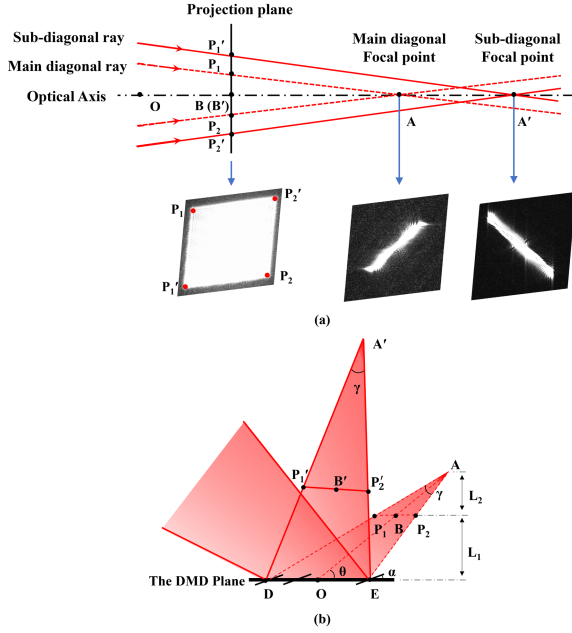 Projection plane
Sub-diagonal ray
P₁′
Main diagonal Focal point
Sub-diagonal Focal point
Main diagonal ray
P₁
Optical Axis
O
B (B′)
A
A′
P₂
P₂′
P₁
P₂′
P₁′
P₂
(a)
A′
γ
P₁′
B′
P₂′
A
γ
L₂
P₁
B
P₂
L₁
θ
α
The DMD Plane
D
O
E
(b)